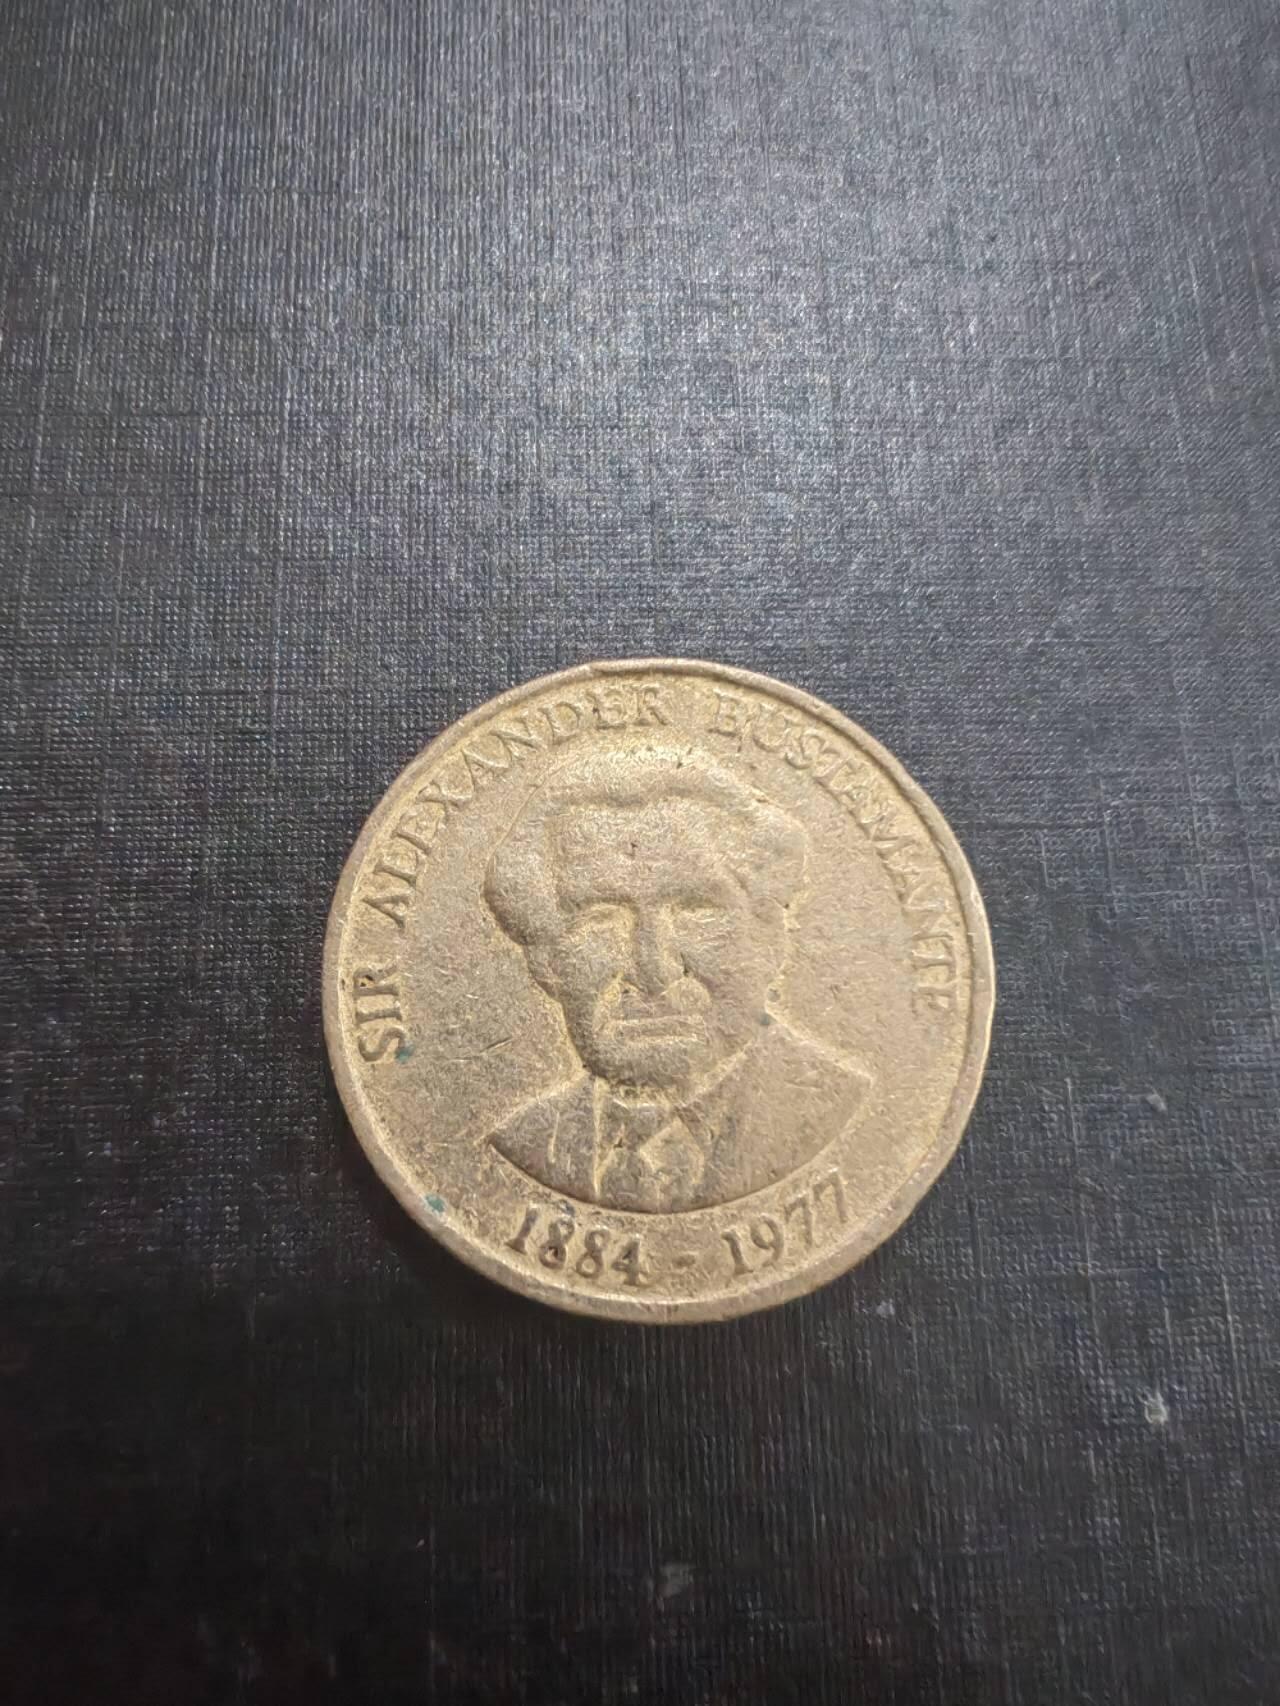 SIR ALEXANDER BUSTAMANTE
1884 - 1977